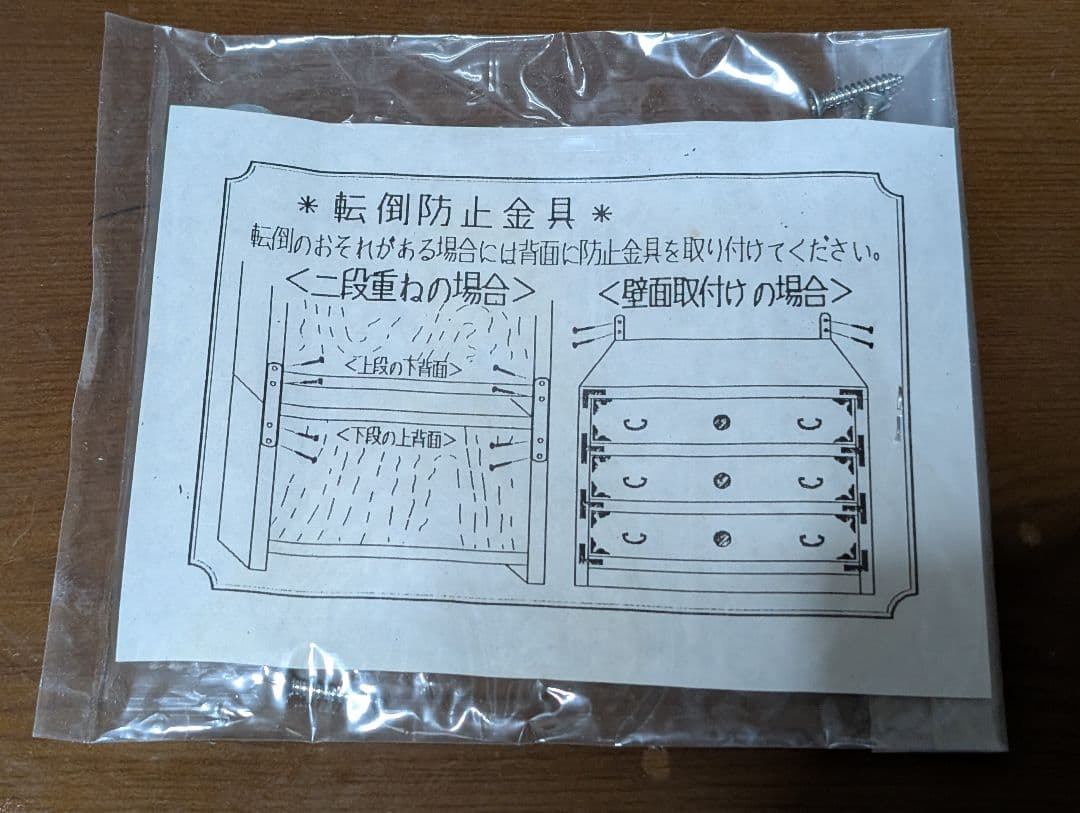 * 転倒防止金具 *
転倒のおそれがある場合には背面に防止金具を取り付けてください。
<二段重ねの場合>
<上段の下背面>
<下段の上背面>
<壁面取付けの場合>